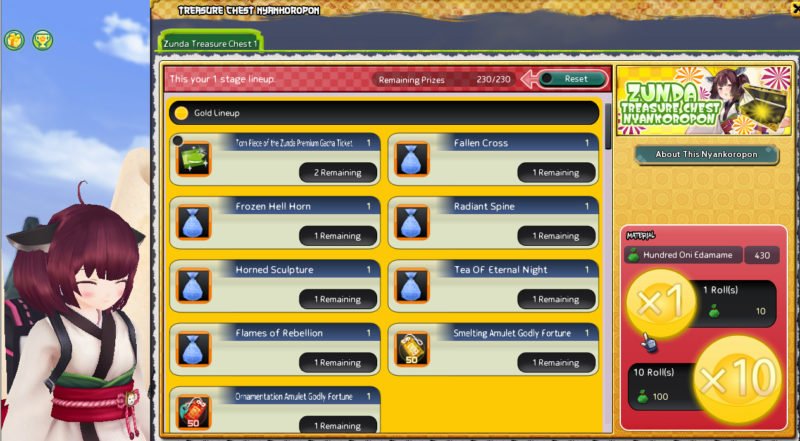 TREASURE CHEST NYANKOROPON
Zunda Treasure Chest 1
This your 1 stage lineup.
Remaining Prizes 230/230
Reset
Gold Lineup
Torn Piece of the Zunda Premium Gacha Ticket 1
2 Remaining
Fallen Cross 1
1 Remaining
Frozen Hell Horn 1
1 Remaining
Radiant Spine 1
1 Remaining
Horned Sculpture 1
1 Remaining
Tea OF Eternal Night 1
1 Remaining
Flames of Rebellion 1
1 Remaining
Smelting Amulet Godly Fortune 1
50
1 Remaining
Ornamentation Amulet Godly Fortune 1
50
1 Remaining
ZUNDA
TREASURE CHEST
NYANKOROPON
About This Nyankoropon
MATERIAL
Hundred Oni Edamame 430
×1
1 Roll(s)
10
10 Roll(s)
100
×10